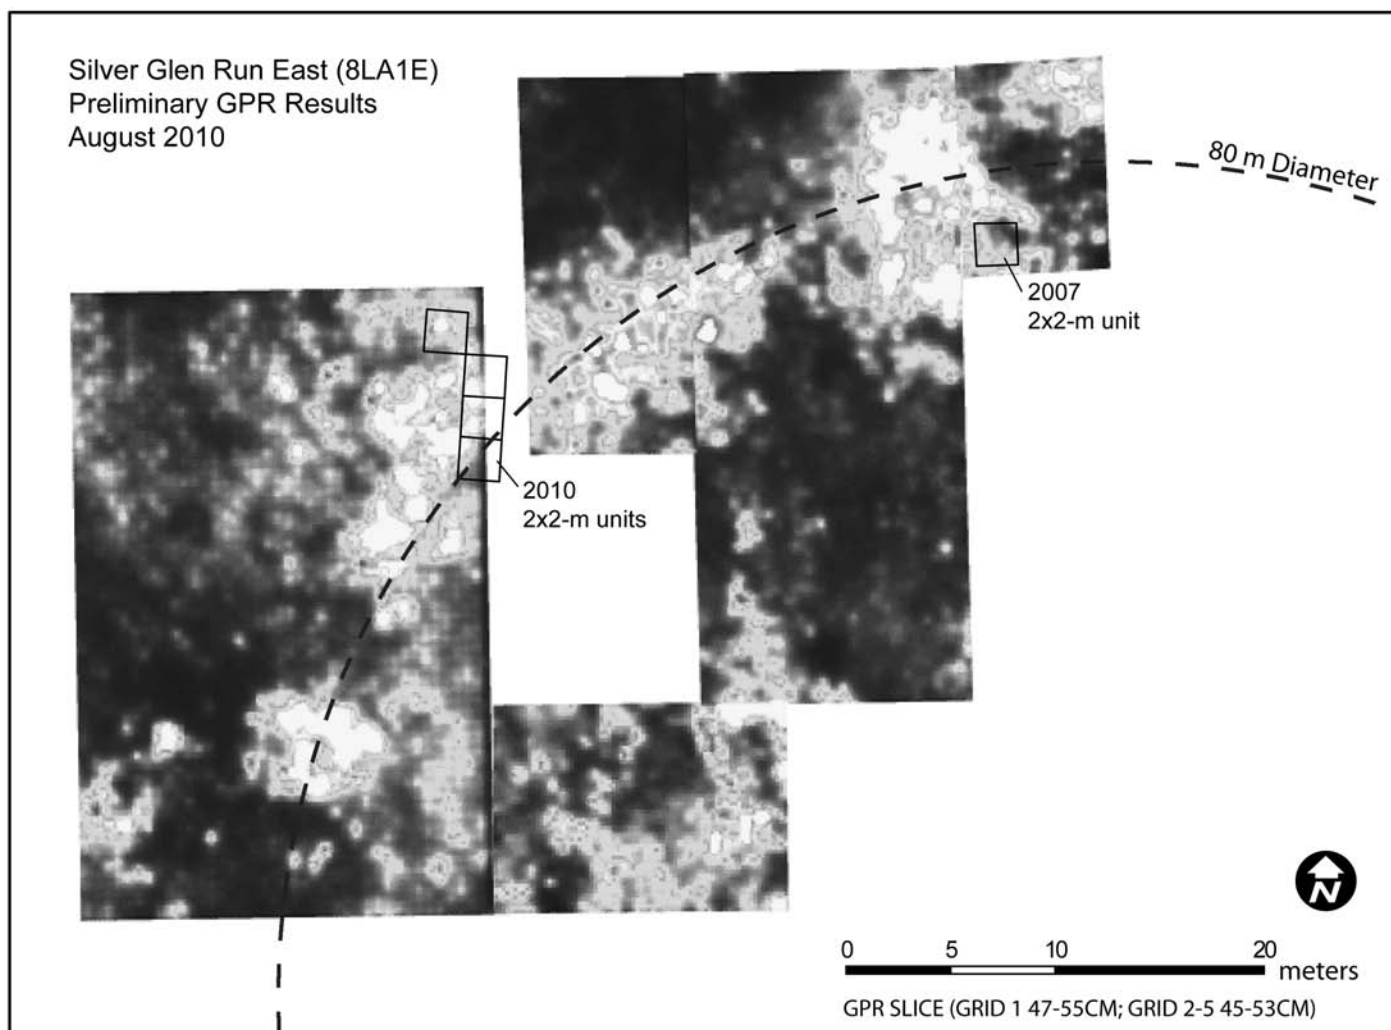 Silver Glen Run East (8LA1E)
Preliminary GPR Results
August 2010
80 m Diameter
2007
2x2-m unit
2010
2x2-m units
N
0 5 10 20
meters
GPR SLICE (GRID 1 47-55CM; GRID 2-5 45-53CM)